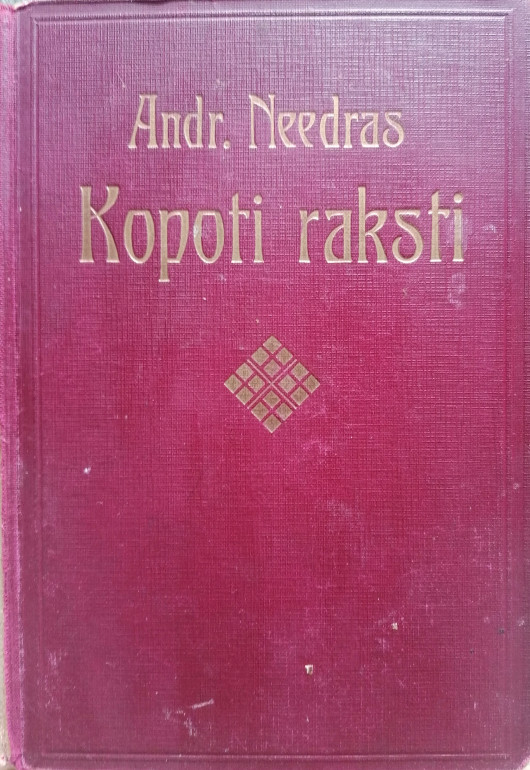 Andr. Needras
Kopoti raksti